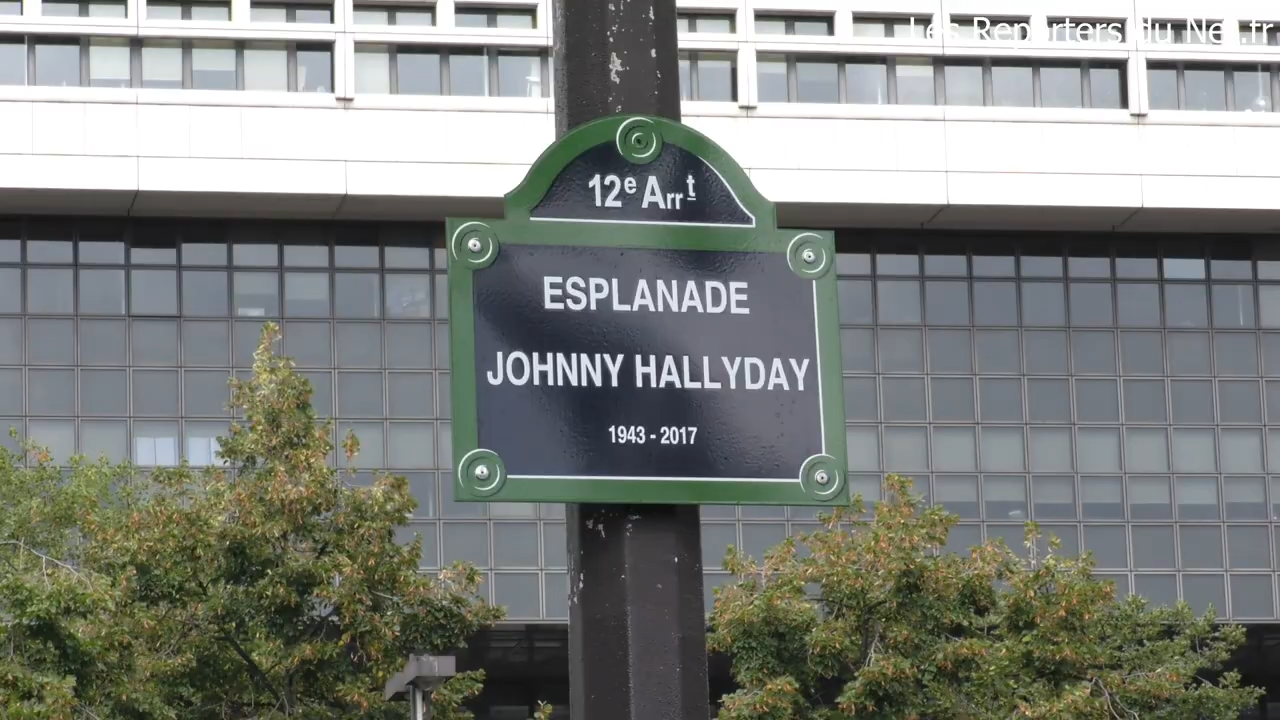 Les Reporters du Net.fr
12e Arrt
ESPLANADE
JOHNNY HALLYDAY
1943 - 2017